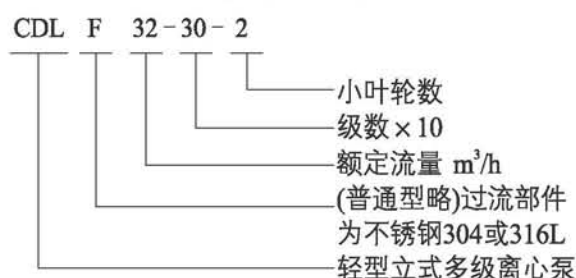 CDL F 32-30-2
小叶轮数
级数×10
额定流量 m³/h
(普通型略)过流部件
为不锈钢304或316L
轻型立式多级离心泵